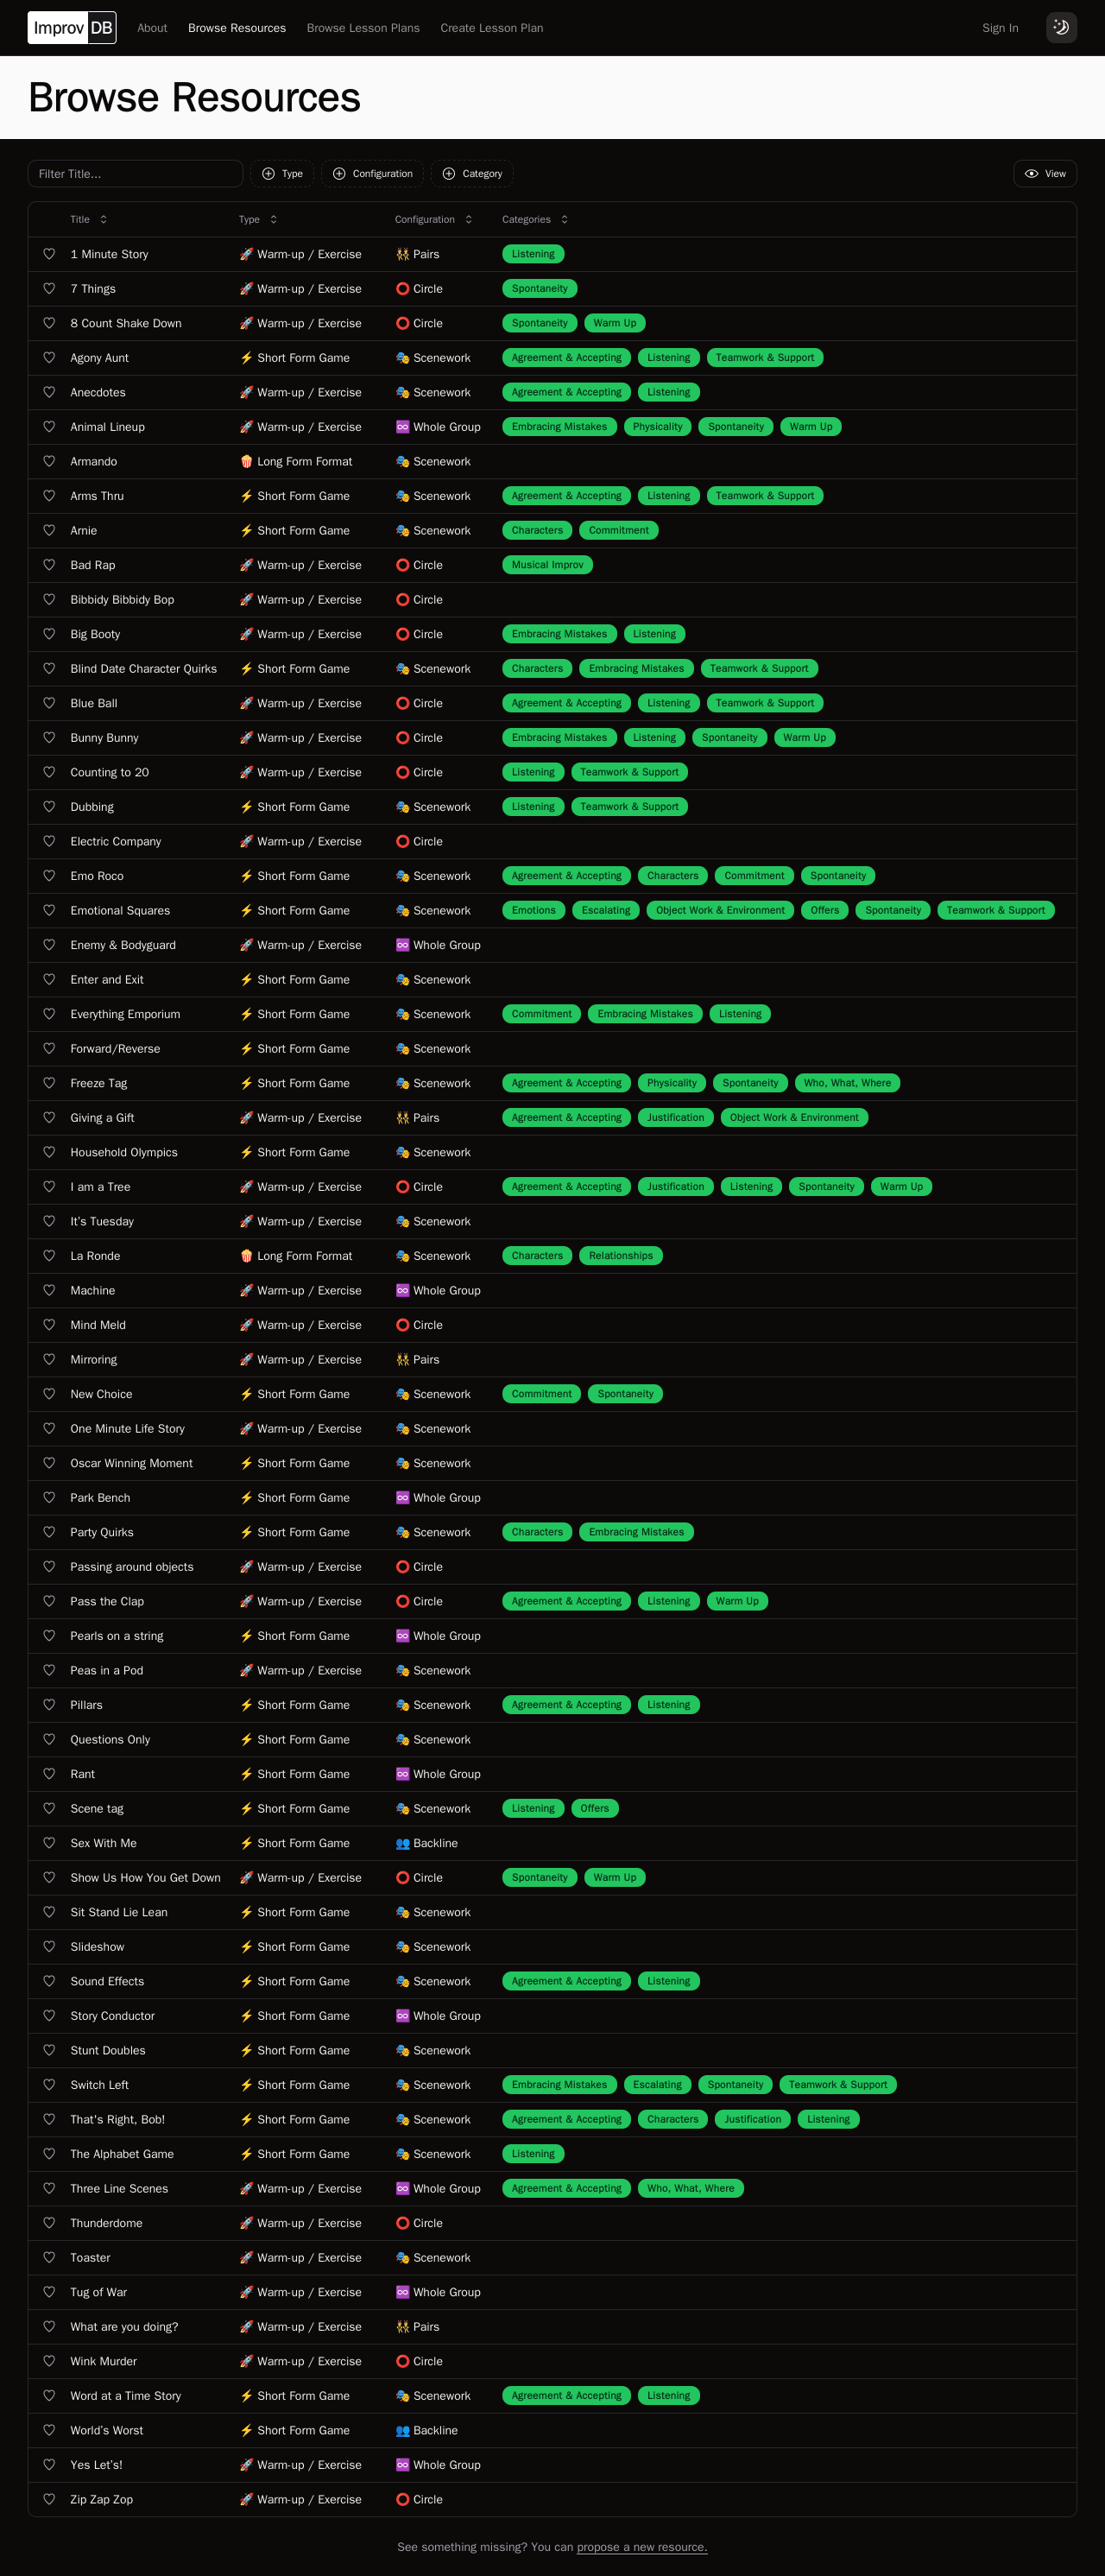 Improv DB About Browse Resources Browse Lesson Plans Create Lesson Plan Sign In
Browse Resources
Filter Title... Type Configuration Category View
Title Type Configuration Categories
1 Minute Story 🚀 Warm-up / Exercise 👯 Pairs Listening
7 Things 🚀 Warm-up / Exercise ⭕ Circle Spontaneity
8 Count Shake Down 🚀 Warm-up / Exercise ⭕ Circle Spontaneity Warm Up
Agony Aunt ⚡ Short Form Game 🎭 Scenework Agreement & Accepting Listening Teamwork & Support
Anecdotes 🚀 Warm-up / Exercise 🎭 Scenework Agreement & Accepting Listening
Animal Lineup 🚀 Warm-up / Exercise ♾️ Whole Group Embracing Mistakes Physicality Spontaneity Warm Up
Armando 🍿 Long Form Format 🎭 Scenework
Arms Thru ⚡ Short Form Game 🎭 Scenework Agreement & Accepting Listening Teamwork & Support
Arnie ⚡ Short Form Game 🎭 Scenework Characters Commitment
Bad Rap 🚀 Warm-up / Exercise ⭕ Circle Musical Improv
Bibbidy Bibbidy Bop 🚀 Warm-up / Exercise ⭕ Circle
Big Booty 🚀 Warm-up / Exercise ⭕ Circle Embracing Mistakes Listening
Blind Date Character Quirks ⚡ Short Form Game 🎭 Scenework Characters Embracing Mistakes Teamwork & Support
Blue Ball 🚀 Warm-up / Exercise ⭕ Circle Agreement & Accepting Listening Teamwork & Support
Bunny Bunny 🚀 Warm-up / Exercise ⭕ Circle Embracing Mistakes Listening Spontaneity Warm Up
Counting to 20 🚀 Warm-up / Exercise ⭕ Circle Listening Teamwork & Support
Dubbing ⚡ Short Form Game 🎭 Scenework Listening Teamwork & Support
Electric Company 🚀 Warm-up / Exercise ⭕ Circle
Emo Roco ⚡ Short Form Game 🎭 Scenework Agreement & Accepting Characters Commitment Spontaneity
Emotional Squares ⚡ Short Form Game 🎭 Scenework Emotions Escalating Object Work & Environment Offers Spontaneity Teamwork & Support
Enemy & Bodyguard 🚀 Warm-up / Exercise ♾️ Whole Group
Enter and Exit ⚡ Short Form Game 🎭 Scenework
Everything Emporium ⚡ Short Form Game 🎭 Scenework Commitment Embracing Mistakes Listening
Forward/Reverse ⚡ Short Form Game 🎭 Scenework
Freeze Tag ⚡ Short Form Game 🎭 Scenework Agreement & Accepting Physicality Spontaneity Who, What, Where
Giving a Gift 🚀 Warm-up / Exercise 👯 Pairs Agreement & Accepting Justification Object Work & Environment
Household Olympics ⚡ Short Form Game 🎭 Scenework
I am a Tree 🚀 Warm-up / Exercise ⭕ Circle Agreement & Accepting Justification Listening Spontaneity Warm Up
It's Tuesday 🚀 Warm-up / Exercise 🎭 Scenework
La Ronde 🍿 Long Form Format 🎭 Scenework Characters Relationships
Machine 🚀 Warm-up / Exercise ♾️ Whole Group
Mind Meld 🚀 Warm-up / Exercise ⭕ Circle
Mirroring 🚀 Warm-up / Exercise 👯 Pairs
New Choice ⚡ Short Form Game 🎭 Scenework Commitment Spontaneity
One Minute Life Story 🚀 Warm-up / Exercise 🎭 Scenework
Oscar Winning Moment ⚡ Short Form Game 🎭 Scenework
Park Bench ⚡ Short Form Game ♾️ Whole Group
Party Quirks ⚡ Short Form Game 🎭 Scenework Characters Embracing Mistakes
Passing around objects 🚀 Warm-up / Exercise ⭕ Circle
Pass the Clap 🚀 Warm-up / Exercise ⭕ Circle Agreement & Accepting Listening Warm Up
Pearls on a string ⚡ Short Form Game ♾️ Whole Group
Peas in a Pod 🚀 Warm-up / Exercise 🎭 Scenework
Pillars ⚡ Short Form Game 🎭 Scenework Agreement & Accepting Listening
Questions Only ⚡ Short Form Game 🎭 Scenework
Rant ⚡ Short Form Game ♾️ Whole Group
Scene tag ⚡ Short Form Game 🎭 Scenework Listening Offers
Sex With Me ⚡ Short Form Game 👥 Backline
Show Us How You Get Down 🚀 Warm-up / Exercise ⭕ Circle Spontaneity Warm Up
Sit Stand Lie Lean ⚡ Short Form Game 🎭 Scenework
Slideshow ⚡ Short Form Game 🎭 Scenework
Sound Effects ⚡ Short Form Game 🎭 Scenework Agreement & Accepting Listening
Story Conductor ⚡ Short Form Game ♾️ Whole Group
Stunt Doubles ⚡ Short Form Game 🎭 Scenework
Switch Left ⚡ Short Form Game 🎭 Scenework Embracing Mistakes Escalating Spontaneity Teamwork & Support
That's Right, Bob! ⚡ Short Form Game 🎭 Scenework Agreement & Accepting Characters Justification Listening
The Alphabet Game ⚡ Short Form Game 🎭 Scenework Listening
Three Line Scenes 🚀 Warm-up / Exercise ♾️ Whole Group Agreement & Accepting Who, What, Where
Thunderdome 🚀 Warm-up / Exercise ⭕ Circle
Toaster 🚀 Warm-up / Exercise 🎭 Scenework
Tug of War 🚀 Warm-up / Exercise ♾️ Whole Group
What are you doing? 🚀 Warm-up / Exercise 👯 Pairs
Wink Murder 🚀 Warm-up / Exercise ⭕ Circle
Word at a Time Story ⚡ Short Form Game 🎭 Scenework Agreement & Accepting Listening
World's Worst ⚡ Short Form Game 👥 Backline
Yes Let's! 🚀 Warm-up / Exercise ♾️ Whole Group
Zip Zap Zop 🚀 Warm-up / Exercise ⭕ Circle
See something missing? You can propose a new resource.